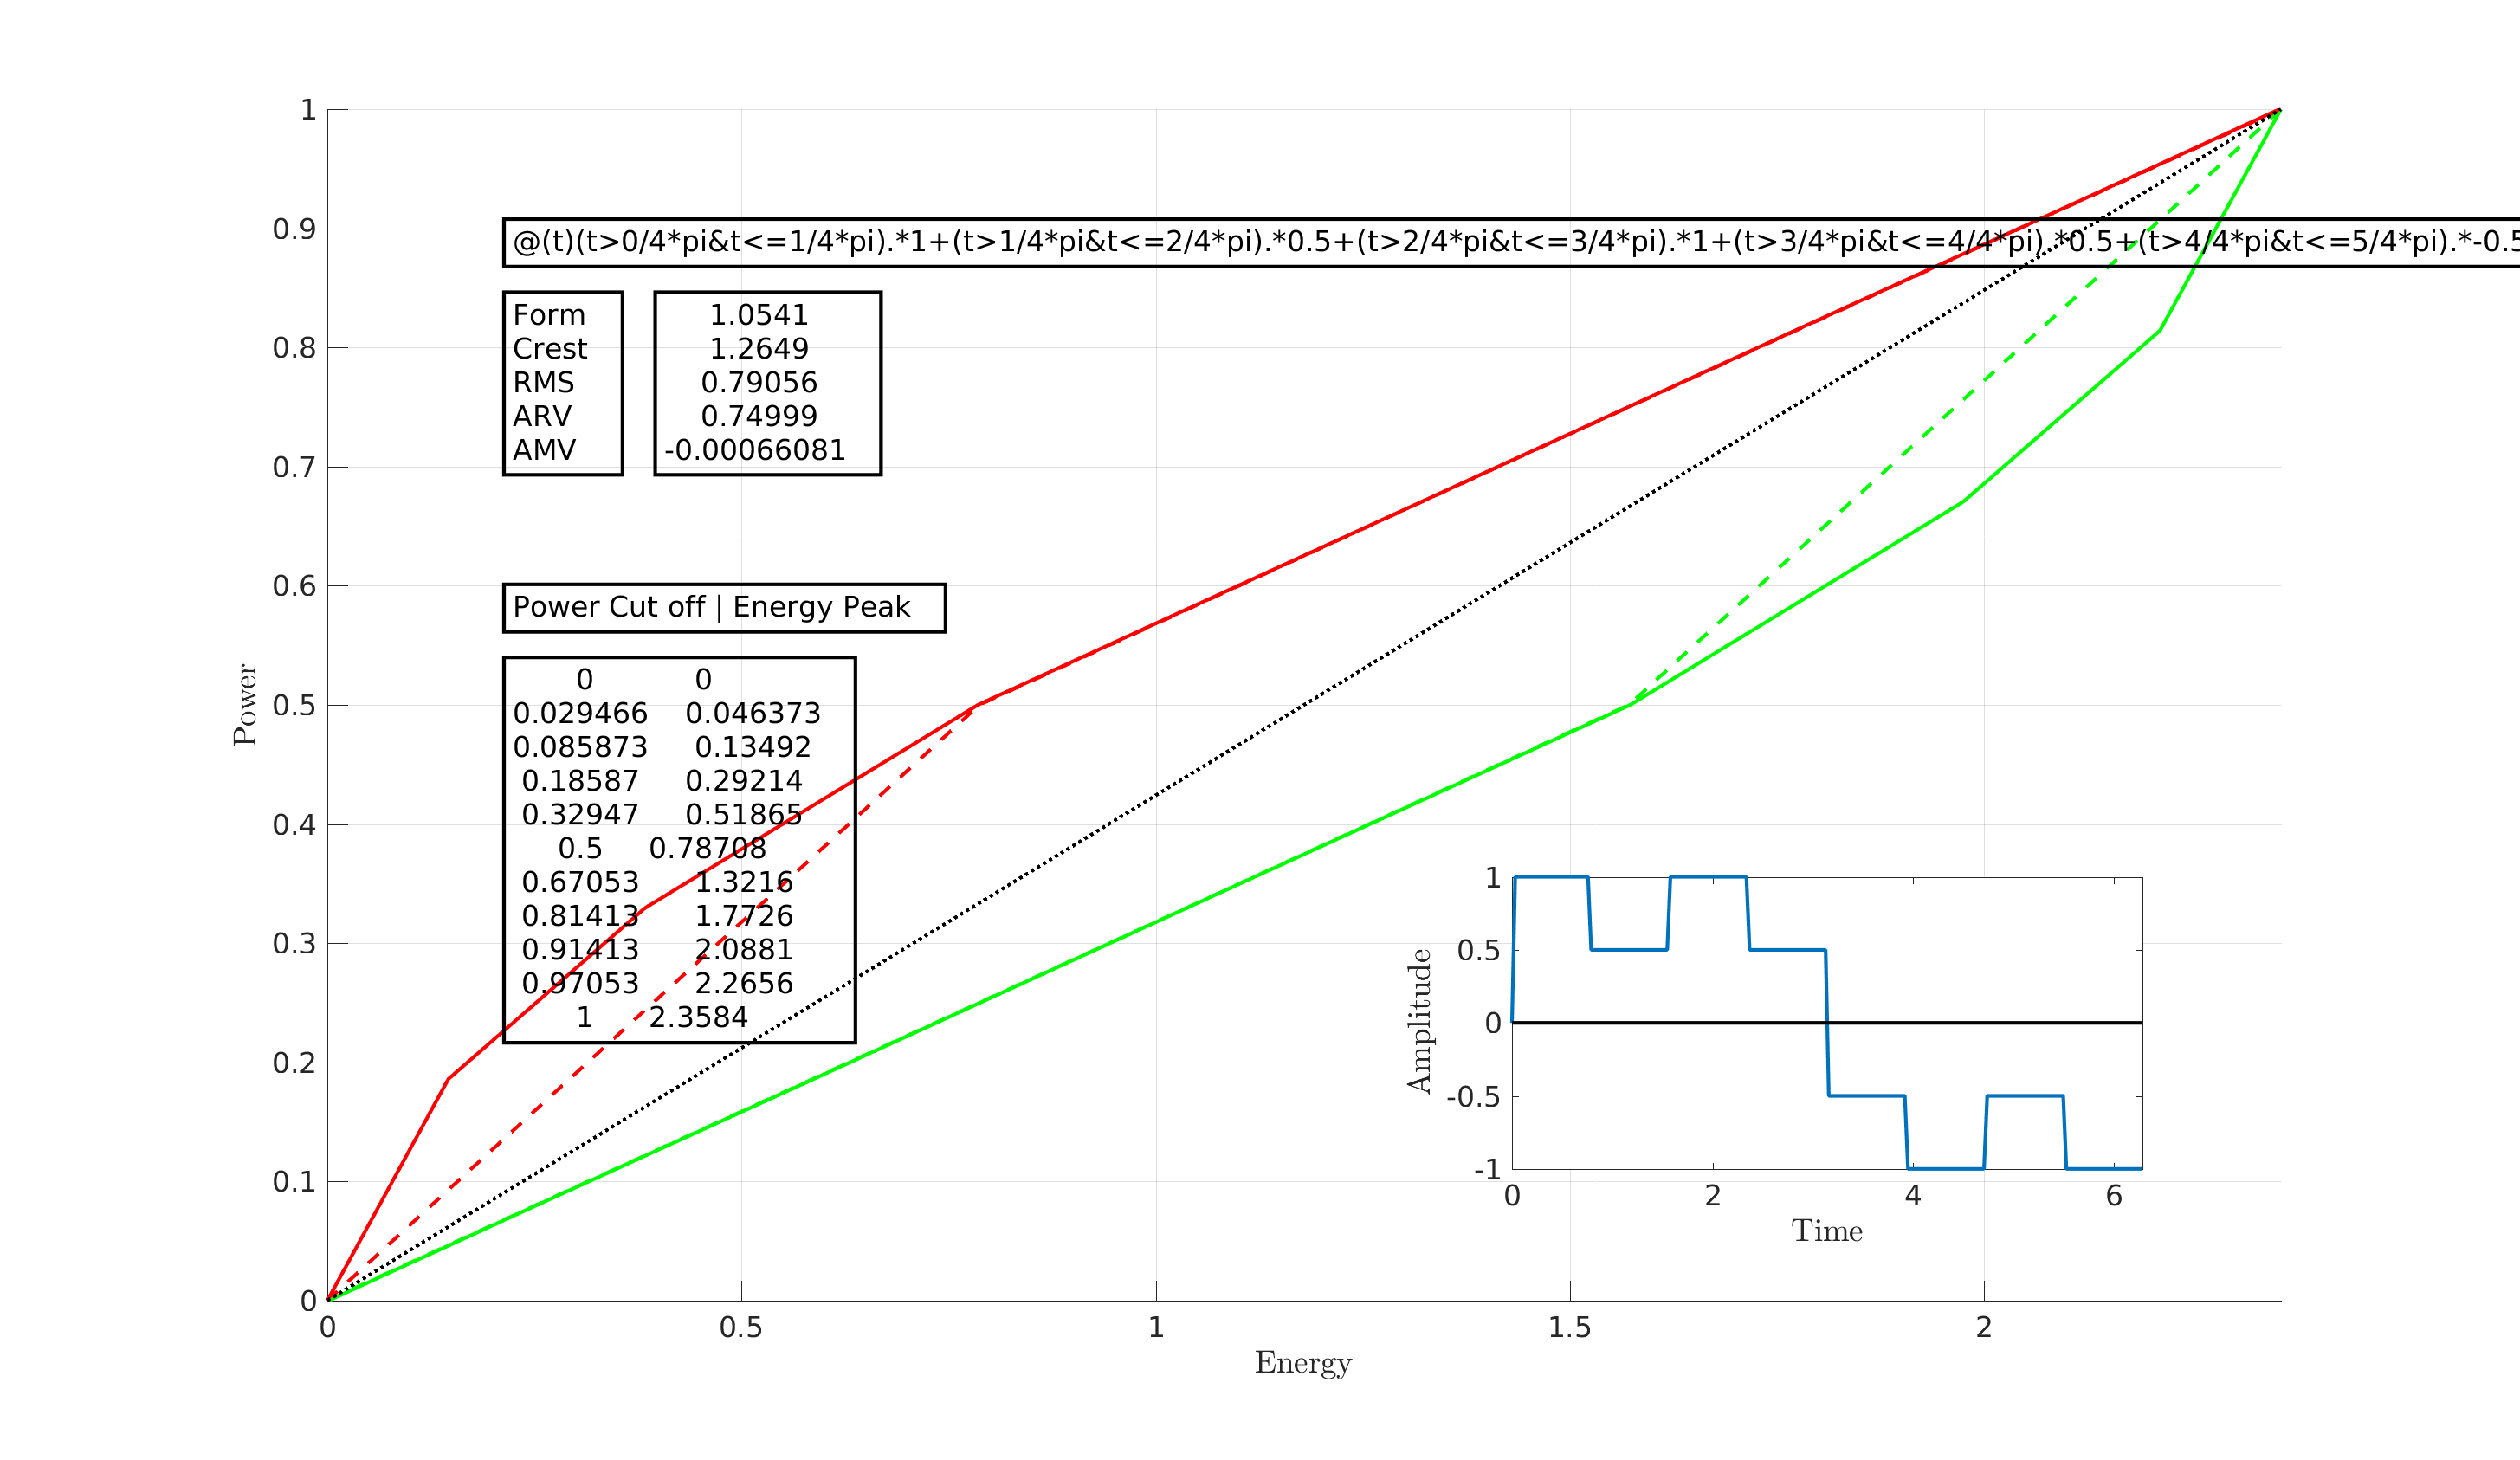 1
0.9
0.8
0.7
0.6
0.5
0.4
0.3
0.2
0.1
0
Power
@(t)(t>0/4*pi&t<=1/4*pi).*1+(t>1/4*pi&t<=2/4*pi).*0.5+(t>2/4*pi&t<=3/4*pi).*1+(t>3/4*pi&t<=4/4*pi).*0.5+(t>4/4*pi&t<=5/4*pi).*-0.5
Form 1.0541
Crest 1.2649
RMS 0.79056
ARV 0.74999
AMV -0.00066081
Power Cut off | Energy Peak
0 0
0.029466 0.046373
0.085873 0.13492
0.18587 0.29214
0.32947 0.51865
0.5 0.78708
0.67053 1.3216
0.81413 1.7726
0.91413 2.0881
0.97053 2.2656
1 2.3584
1
0.5
0
-0.5
-1
Amplitude
0 2 4 6
Time
0 0.5 1 1.5 2
Energy